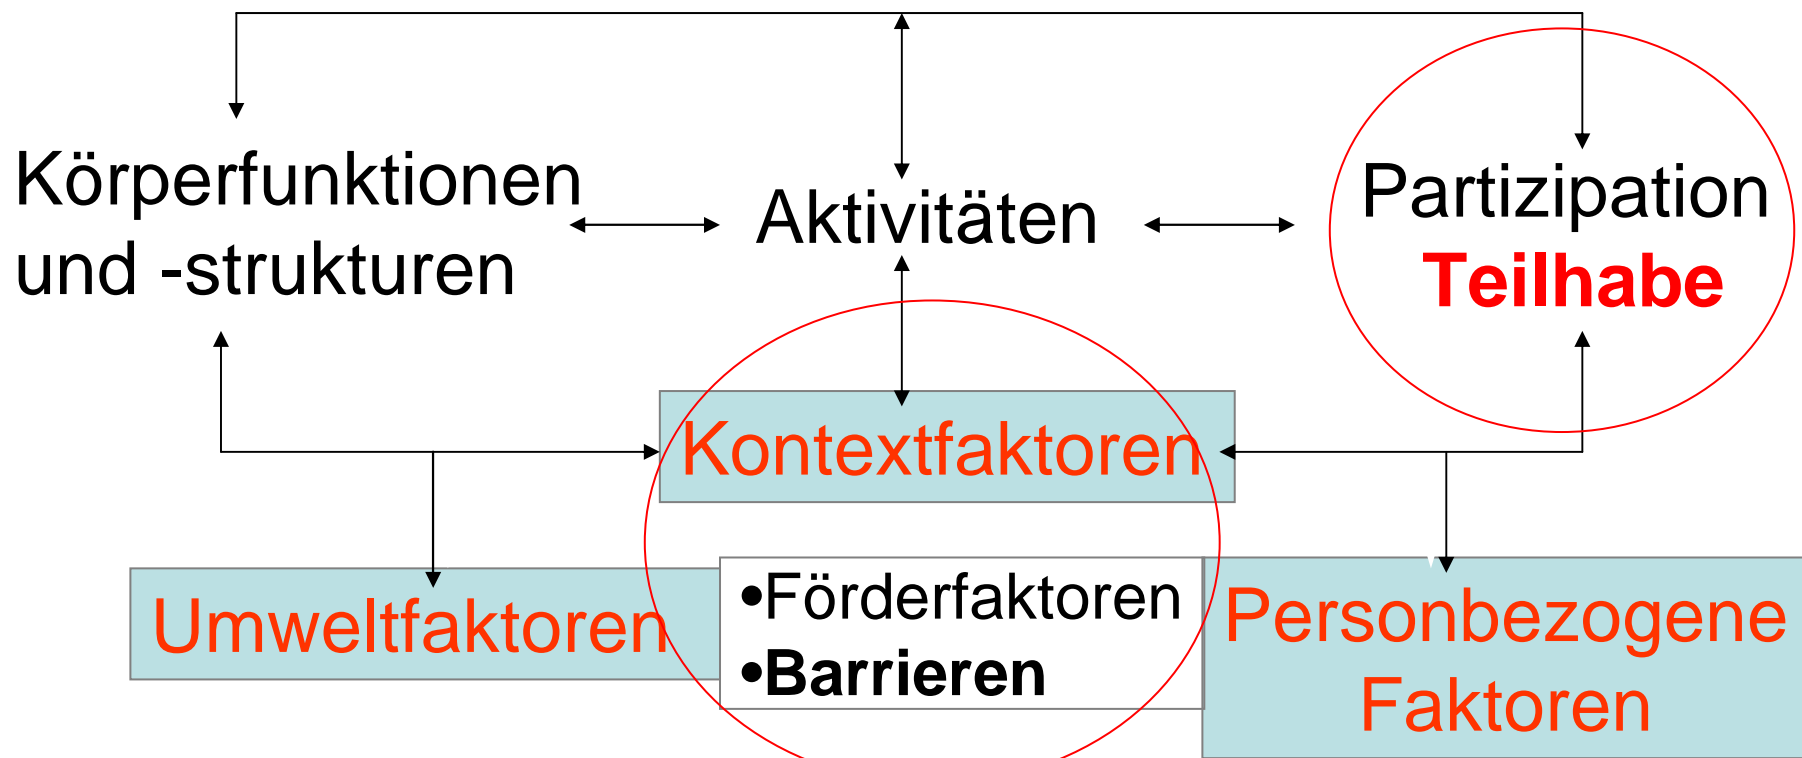 Körperfunktionen
und -strukturen
Aktivitäten
Partizipation
Teilhabe
Kontextfaktoren
Umweltfaktoren
•Förderfaktoren
•Barrieren
Personbezogene
Faktoren